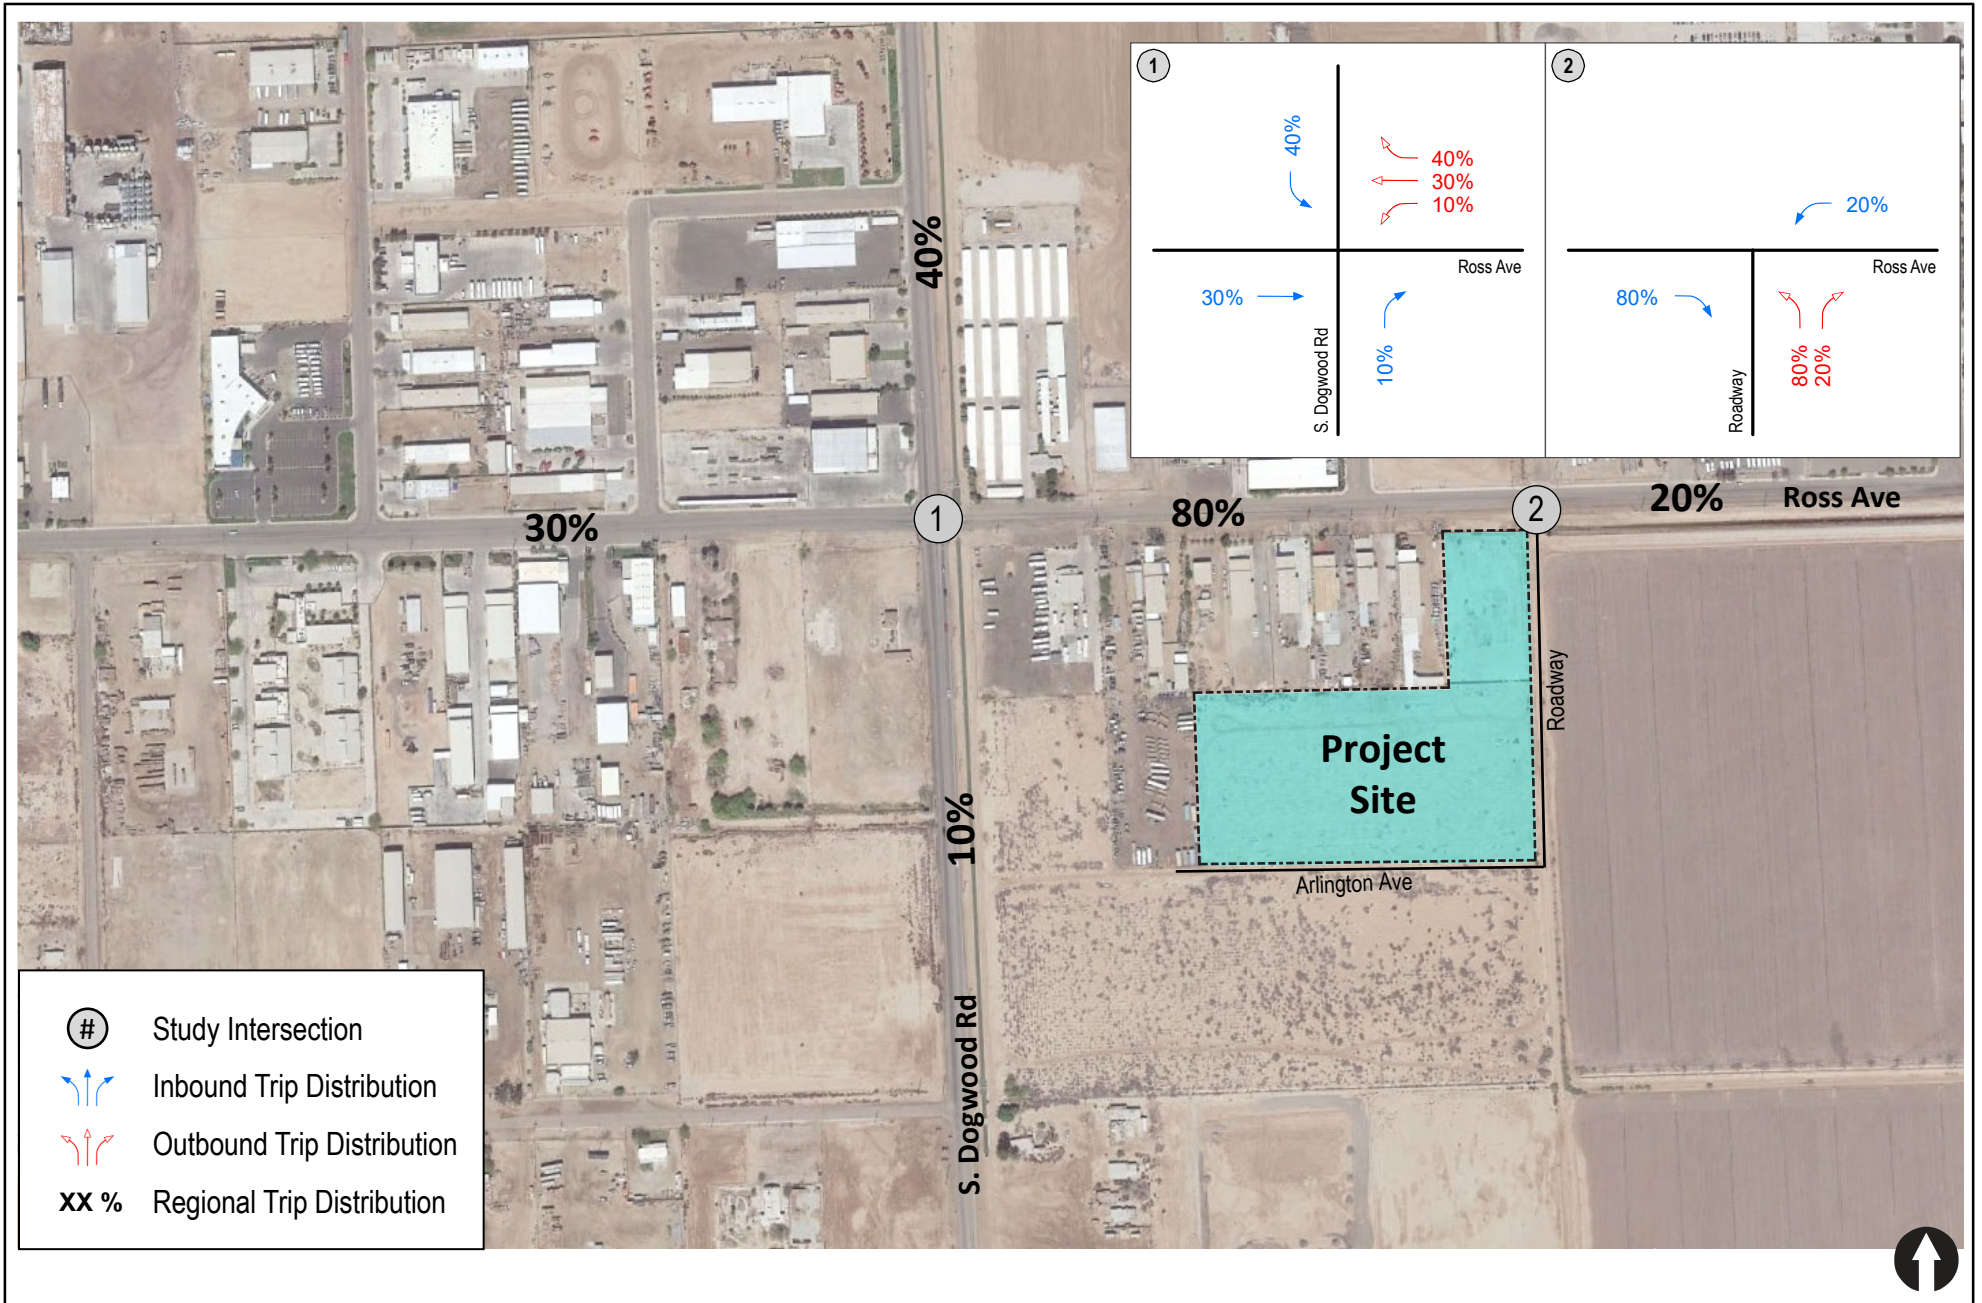 1
40%
40%
30%
10%
Ross Ave
30%
10%
S. Dogwood Rd
2
20%
Ross Ave
80%
80%
20%
Roadway
40%
30%
1
80%
2
20%
Ross Ave
Roadway
Project
Site
10%
Arlington Ave
S. Dogwood Rd
# Study Intersection
Inbound Trip Distribution
Outbound Trip Distribution
XX % Regional Trip Distribution